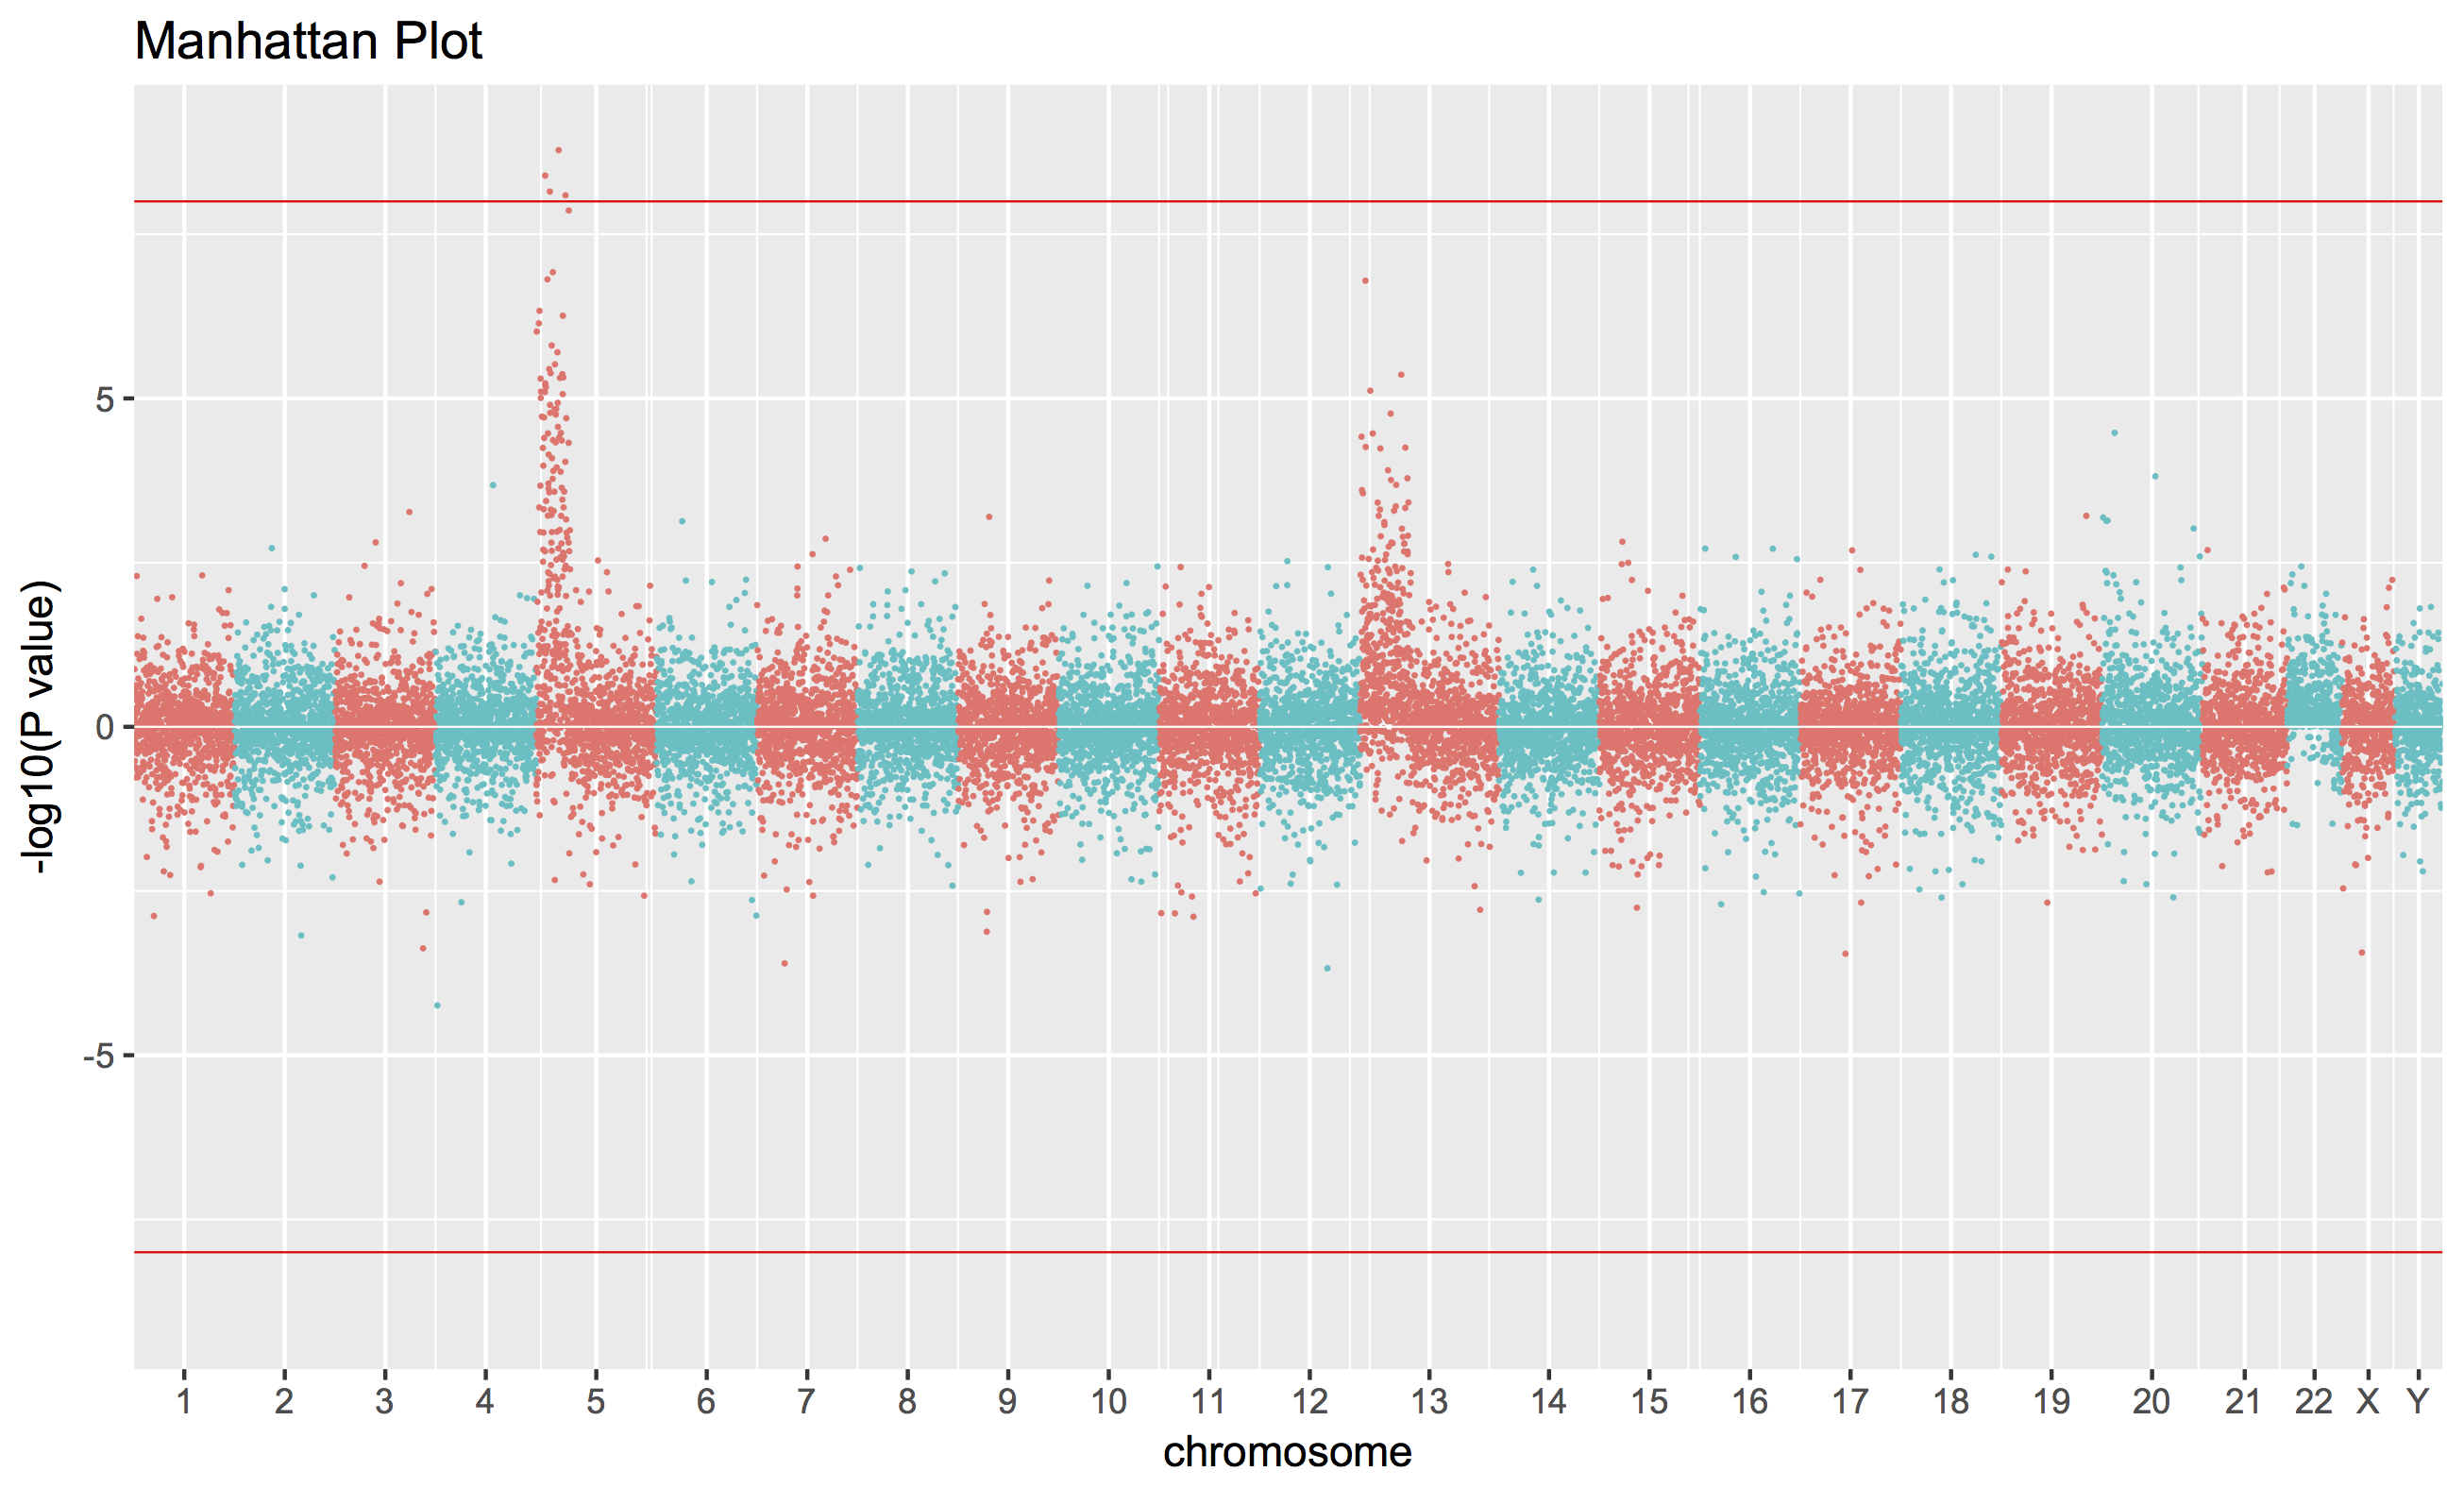 Manhattan Plot
-log10(P value)
5
0
-5
1 2 3 4 5 6 7 8 9 10 11 12 13 14 15 16 17 18 19 20 21 22 X Y
chromosome